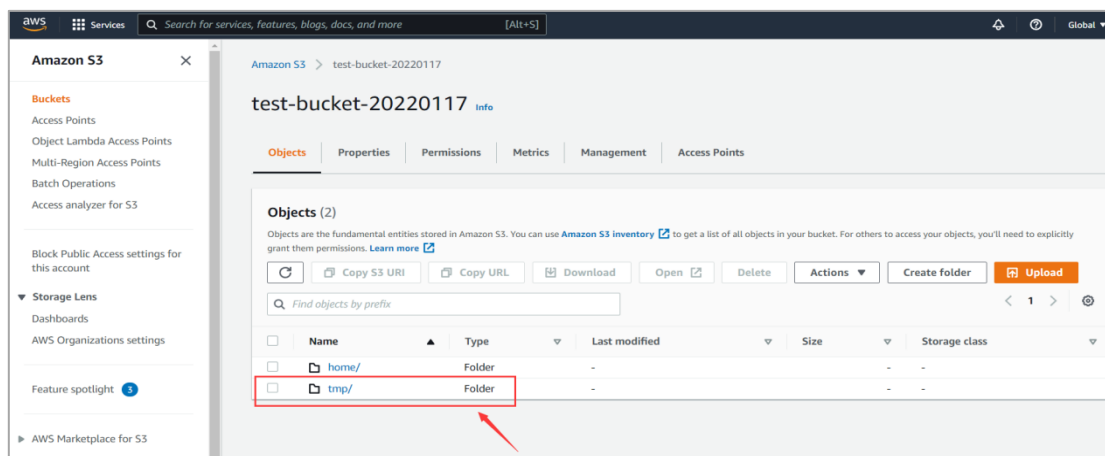 aws Services Search for services, features, blogs, docs, and more [Alt+S] Global
Amazon S3
Buckets
Access Points
Object Lambda Access Points
Multi-Region Access Points
Batch Operations
Access analyzer for S3
Block Public Access settings for
this account
Storage Lens
Dashboards
AWS Organizations settings
Feature spotlight 3
AWS Marketplace for S3
Amazon S3 > test-bucket-20220117
test-bucket-20220117 Info
Objects Properties Permissions Metrics Management Access Points
Objects (2)
Objects are the fundamental entities stored in Amazon S3. You can use Amazon S3 inventory to get a list of all objects in your bucket. For others to access your objects, you'll need to explicitly
grant them permissions. Learn more
Copy S3 URI Copy URL Download Open Delete Actions Create folder Upload
Find objects by prefix < 1 >
Name Type Last modified Size Storage class
home/ Folder - - -
tmp/ Folder - - -